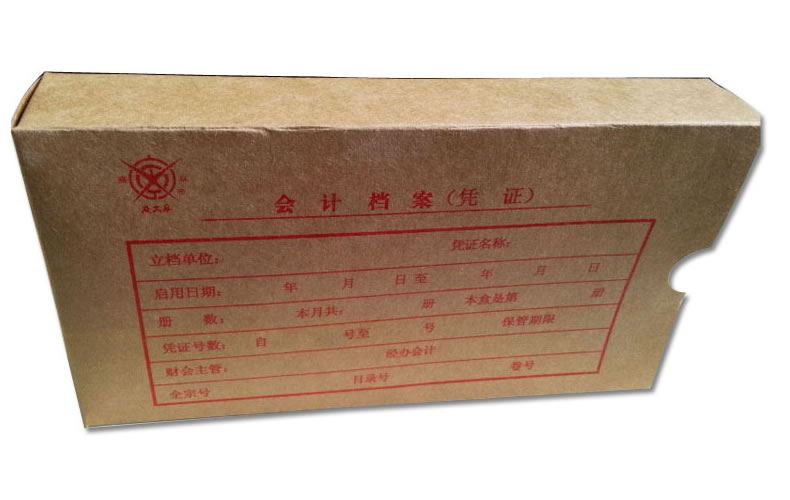 会计档案(凭证)
立档单位: 凭证名称:
启用日期: 年 月 日至 年 月 日
册 数: 本月共: 册 本盒是第 册
凭证号数: 自 号至 号 保管期限
财会主管: 经办会计
全宗号 目录号 卷号